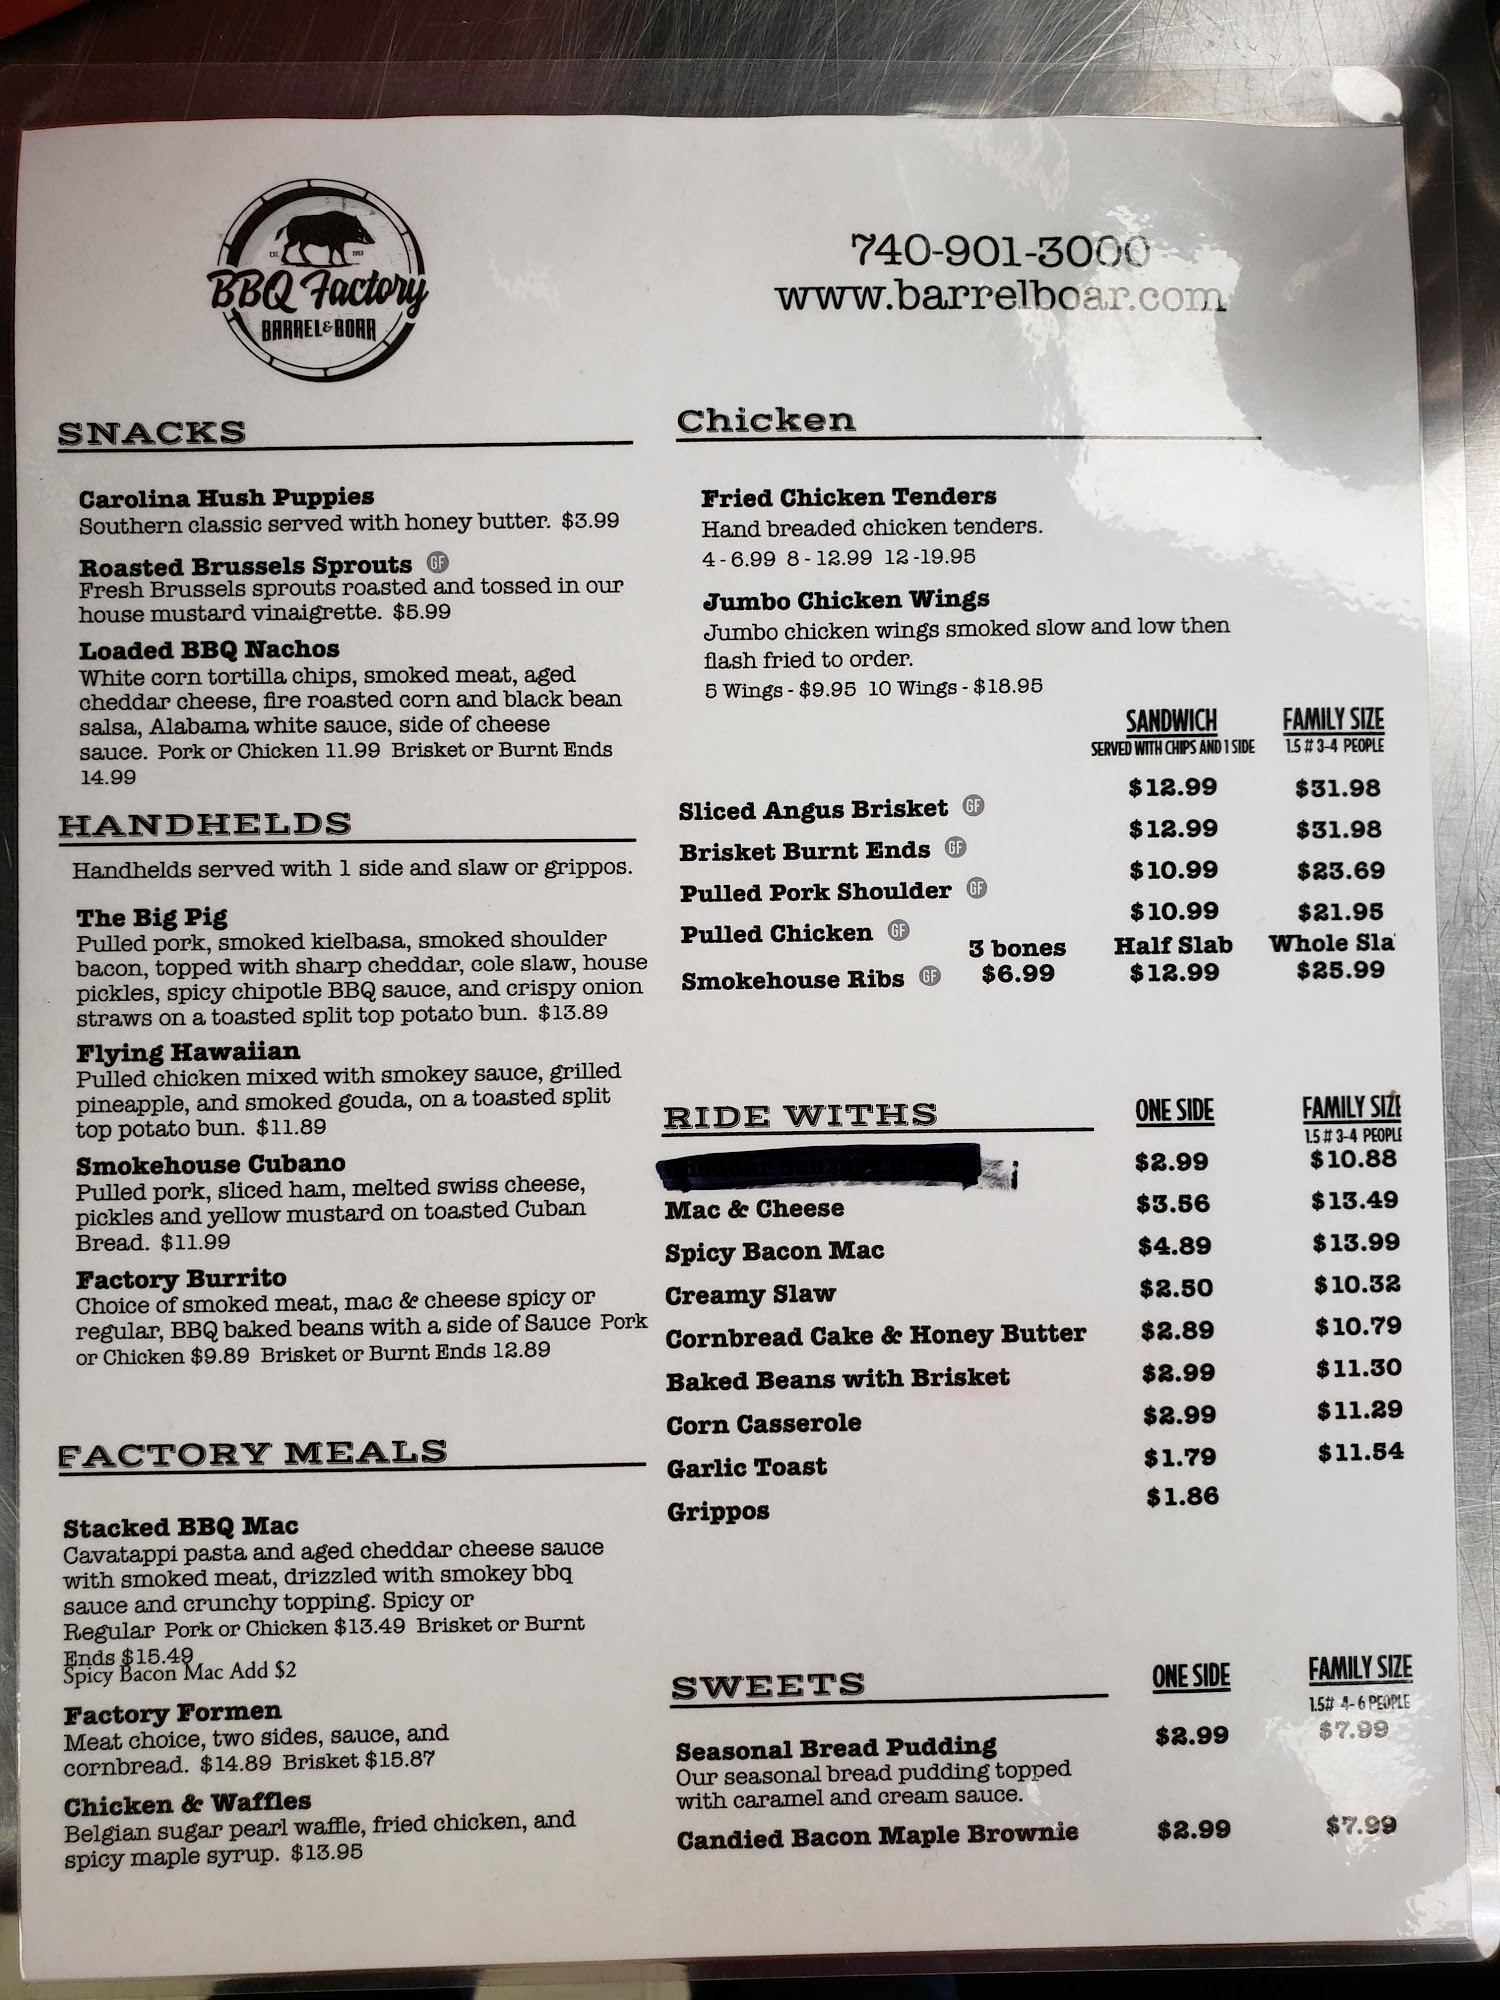 EST. 1993
BBQ Factory
BARREL & BOAR
740-901-3000
www.barrelboar.com
SNACKS
Carolina Hush Puppies
Southern classic served with honey butter. $3.99
Roasted Brussels Sprouts GF
Fresh Brussels sprouts roasted and tossed in our
house mustard vinaigrette. $5.99
Loaded BBQ Nachos
White corn tortilla chips, smoked meat, aged
cheddar cheese, fire roasted corn and black bean
salsa, Alabama white sauce, side of cheese
sauce. Pork or Chicken 11.99 Brisket or Burnt Ends
14.99
HANDHELDS
Handhelds served with 1 side and slaw or grippos.
The Big Pig
Pulled pork, smoked kielbasa, smoked shoulder
bacon, topped with sharp cheddar, cole slaw, house
pickles, spicy chipotle BBQ sauce, and crispy onion
straws on a toasted split top potato bun. $13.89
Flying Hawaiian
Pulled chicken mixed with smokey sauce, grilled
pineapple, and smoked gouda, on a toasted split
top potato bun. $11.89
Smokehouse Cubano
Pulled pork, sliced ham, melted swiss cheese,
pickles and yellow mustard on toasted Cuban
Bread. $11.99
Factory Burrito
Choice of smoked meat, mac & cheese spicy or
regular, BBQ baked beans with a side of Sauce Pork
or Chicken $9.89 Brisket or Burnt Ends 12.89
FACTORY MEALS
Stacked BBQ Mac
Cavatappi pasta and aged cheddar cheese sauce
with smoked meat, drizzled with smokey bbq
sauce and crunchy topping. Spicy or
Regular Pork or Chicken $13.49 Brisket or Burnt
Ends $15.49
Spicy Bacon Mac Add $2
Factory Formen
Meat choice, two sides, sauce, and
cornbread. $14.89 Brisket $15.87
Chicken & Waffles
Belgian sugar pearl waffle, fried chicken, and
spicy maple syrup. $13.95
Chicken
Fried Chicken Tenders
Hand breaded chicken tenders.
4 - 6.99 8 - 12.99 12 -19.95
Jumbo Chicken Wings
Jumbo chicken wings smoked slow and low then
flash fried to order.
5 Wings - $9.95 10 Wings - $18.95
SANDWICH FAMILY SIZE
SERVED WITH CHIPS AND 1 SIDE 1.5 # 3-4 PEOPLE
Sliced Angus Brisket GF $12.99 $31.98
Brisket Burnt Ends GF $12.99 $31.98
Pulled Pork Shoulder GF $10.99 $23.69
Pulled Chicken GF $10.99 $21.95
3 bones Half Slab Whole Sla
Smokehouse Ribs GF $6.99 $12.99 $25.99
RIDE WITHS ONE SIDE FAMILY SIZE
1.5 # 3-4 PEOPLE
$2.99 $10.88
Mac & Cheese $3.56 $13.49
Spicy Bacon Mac $4.89 $13.99
Creamy Slaw $2.50 $10.32
Cornbread Cake & Honey Butter $2.89 $10.79
Baked Beans with Brisket $2.99 $11.30
Corn Casserole $2.99 $11.29
Garlic Toast $1.79 $11.54
Grippos $1.86
SWEETS ONE SIDE FAMILY SIZE
1.5# 4-6 PEOPLE
Seasonal Bread Pudding $2.99 $7.99
Our seasonal bread pudding topped
with caramel and cream sauce.
Candied Bacon Maple Brownie $2.99 $7.99